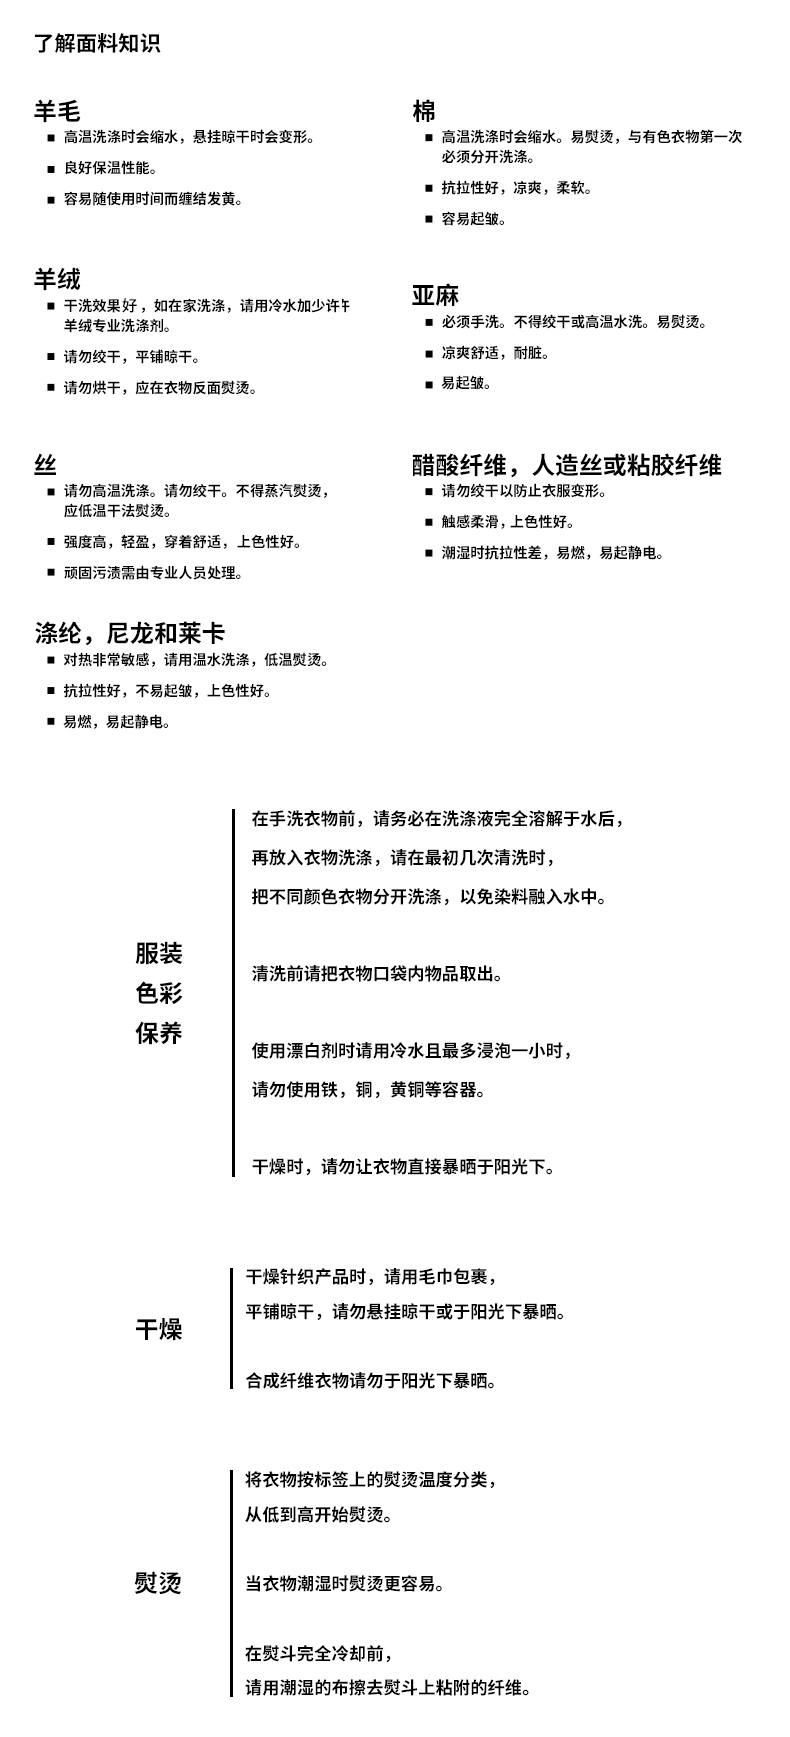 了解面料知识
羊毛
■ 高温洗涤时会缩水，悬挂晾干时会变形。
■ 良好保温性能。
■ 容易随使用时间而缠结发黄。
棉
■ 高温洗涤时会缩水。易熨烫，与有色衣物第一次
必须分开洗涤。
■ 抗拉性好，凉爽，柔软。
■ 容易起皱。
羊绒
■ 干洗效果好，如在家洗涤，请用冷水加少许
羊绒专业洗涤剂。
■ 请勿绞干，平铺晾干。
■ 请勿烘干，应在衣物反面熨烫。
亚麻
■ 必须手洗。不得绞干或高温水洗。易熨烫。
■ 凉爽舒适，耐脏。
■ 易起皱。
丝
■ 请勿高温洗涤。请勿绞干。不得蒸汽熨烫，
应低温干法熨烫。
■ 强度高，轻盈，穿着舒适，上色性好。
■ 顽固污渍需由专业人员处理。
醋酸纤维，人造丝或粘胶纤维
■ 请勿绞干以防止衣服变形。
■ 触感柔滑，上色性好。
■ 潮湿时抗拉性差，易燃，易起静电。
涤纶，尼龙和莱卡
■ 对热非常敏感，请用温水洗涤，低温熨烫。
■ 抗拉性好，不易起皱，上色性好。
■ 易燃，易起静电。
服装
色彩
保养
在手洗衣物前，请务必在洗涤液完全溶解于水后，
再放入衣物洗涤，请在最初几次清洗时，
把不同颜色衣物分开洗涤，以免染料融入水中。
清洗前请把衣物口袋内物品取出。
使用漂白剂时请用冷水且最多浸泡一小时，
请勿使用铁，铜，黄铜等容器。
干燥时，请勿让衣物直接暴晒于阳光下。
干燥
干燥针织产品时，请用毛巾包裹，
平铺晾干，请勿悬挂晾干或于阳光下暴晒。
合成纤维衣物请勿于阳光下暴晒。
熨烫
将衣物按标签上的熨烫温度分类，
从低到高开始熨烫。
当衣物潮湿时熨烫更容易。
在熨斗完全冷却前，
请用潮湿的布擦去熨斗上粘附的纤维。